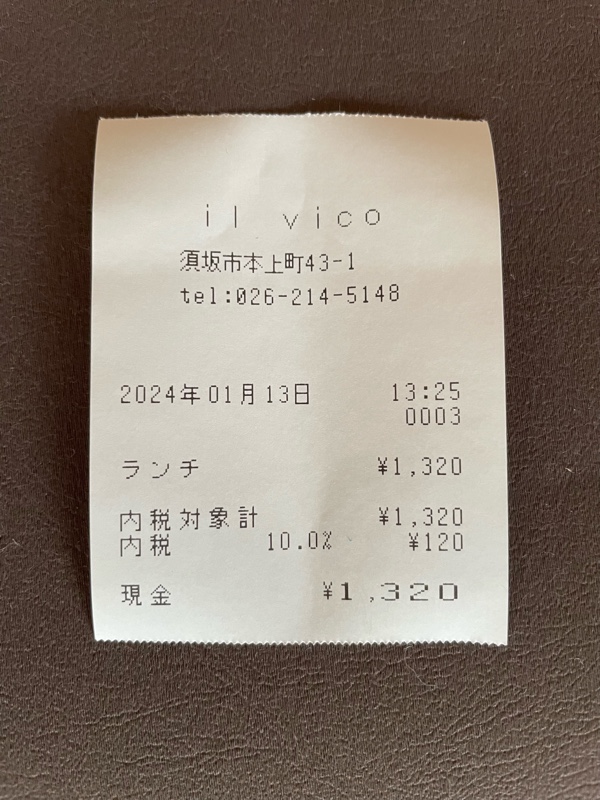 il vico
須坂市本上町43-1
tel:026-214-5148
2024年01月13日 13:25
0003
ランチ ¥1,320
内税対象計 ¥1,320
内税 10.0% ¥120
現金 ¥1,320